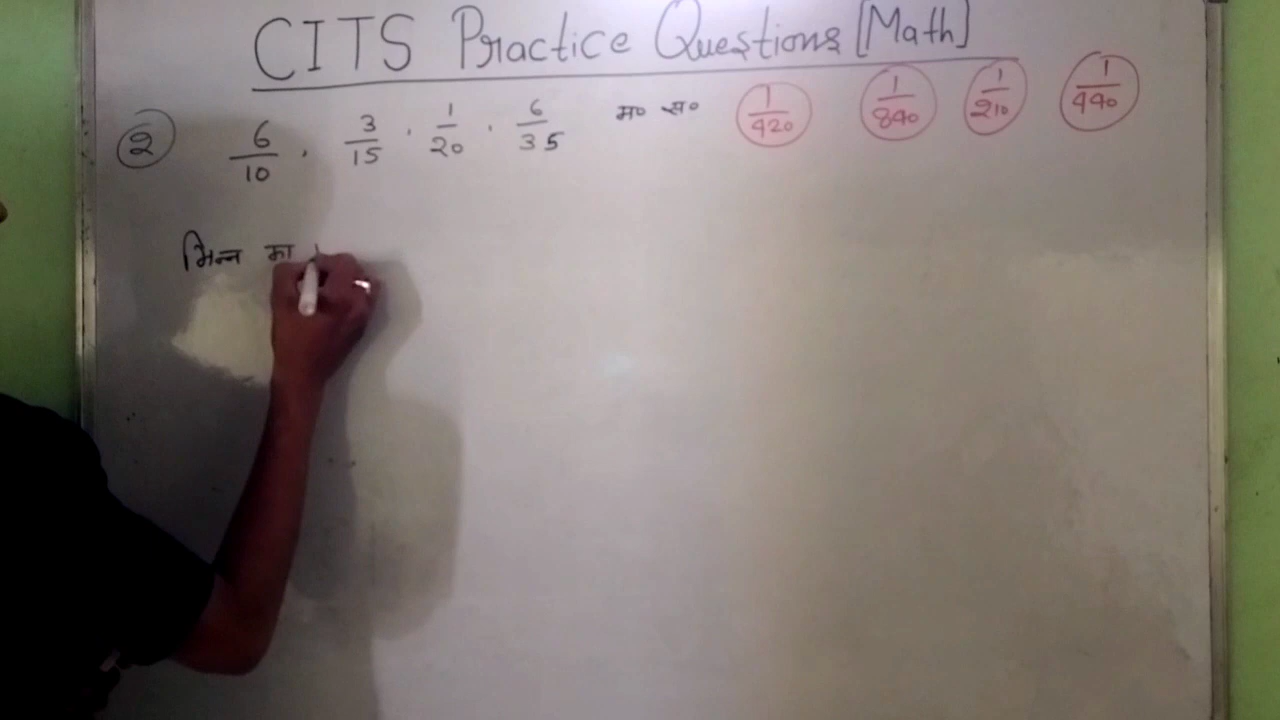 CITS Practice Questions [Math]
2 6/10 , 3/15 , 1/20 , 6/35 म० स० 1/420 1/840 1/210 1/440
भिन्न का